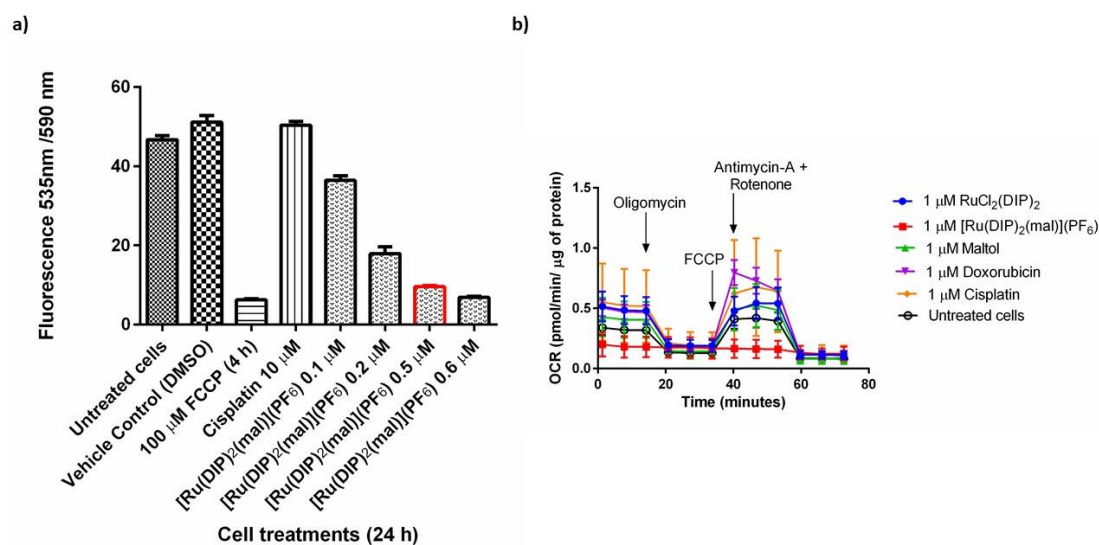 a)
Fluorescence 535nm /590 nm
60
40
20
0
Untreated cells
Vehicle Control (DMSO)
100 μM FCCP (4 h)
Cisplatin 10 μM
[Ru(DIP)2(mal)](PF6) 0.1 μM
[Ru(DIP)2(mal)](PF6) 0.2 μM
[Ru(DIP)2(mal)](PF6) 0.5 μM
[Ru(DIP)2(mal)](PF6) 0.6 μM
Cell treatments (24 h)
b)
OCR (pmol/min/ μg of protein)
1.5
1.0
0.5
0.0
0
20
40
60
80
Time (minutes)
Oligomycin
FCCP
Antimycin-A +
Rotenone
1 μM RuCl2(DIP)2
1 μM [Ru(DIP)2(mal)](PF6)
1 μM Maltol
1 μM Doxorubicin
1 μM Cisplatin
Untreated cells